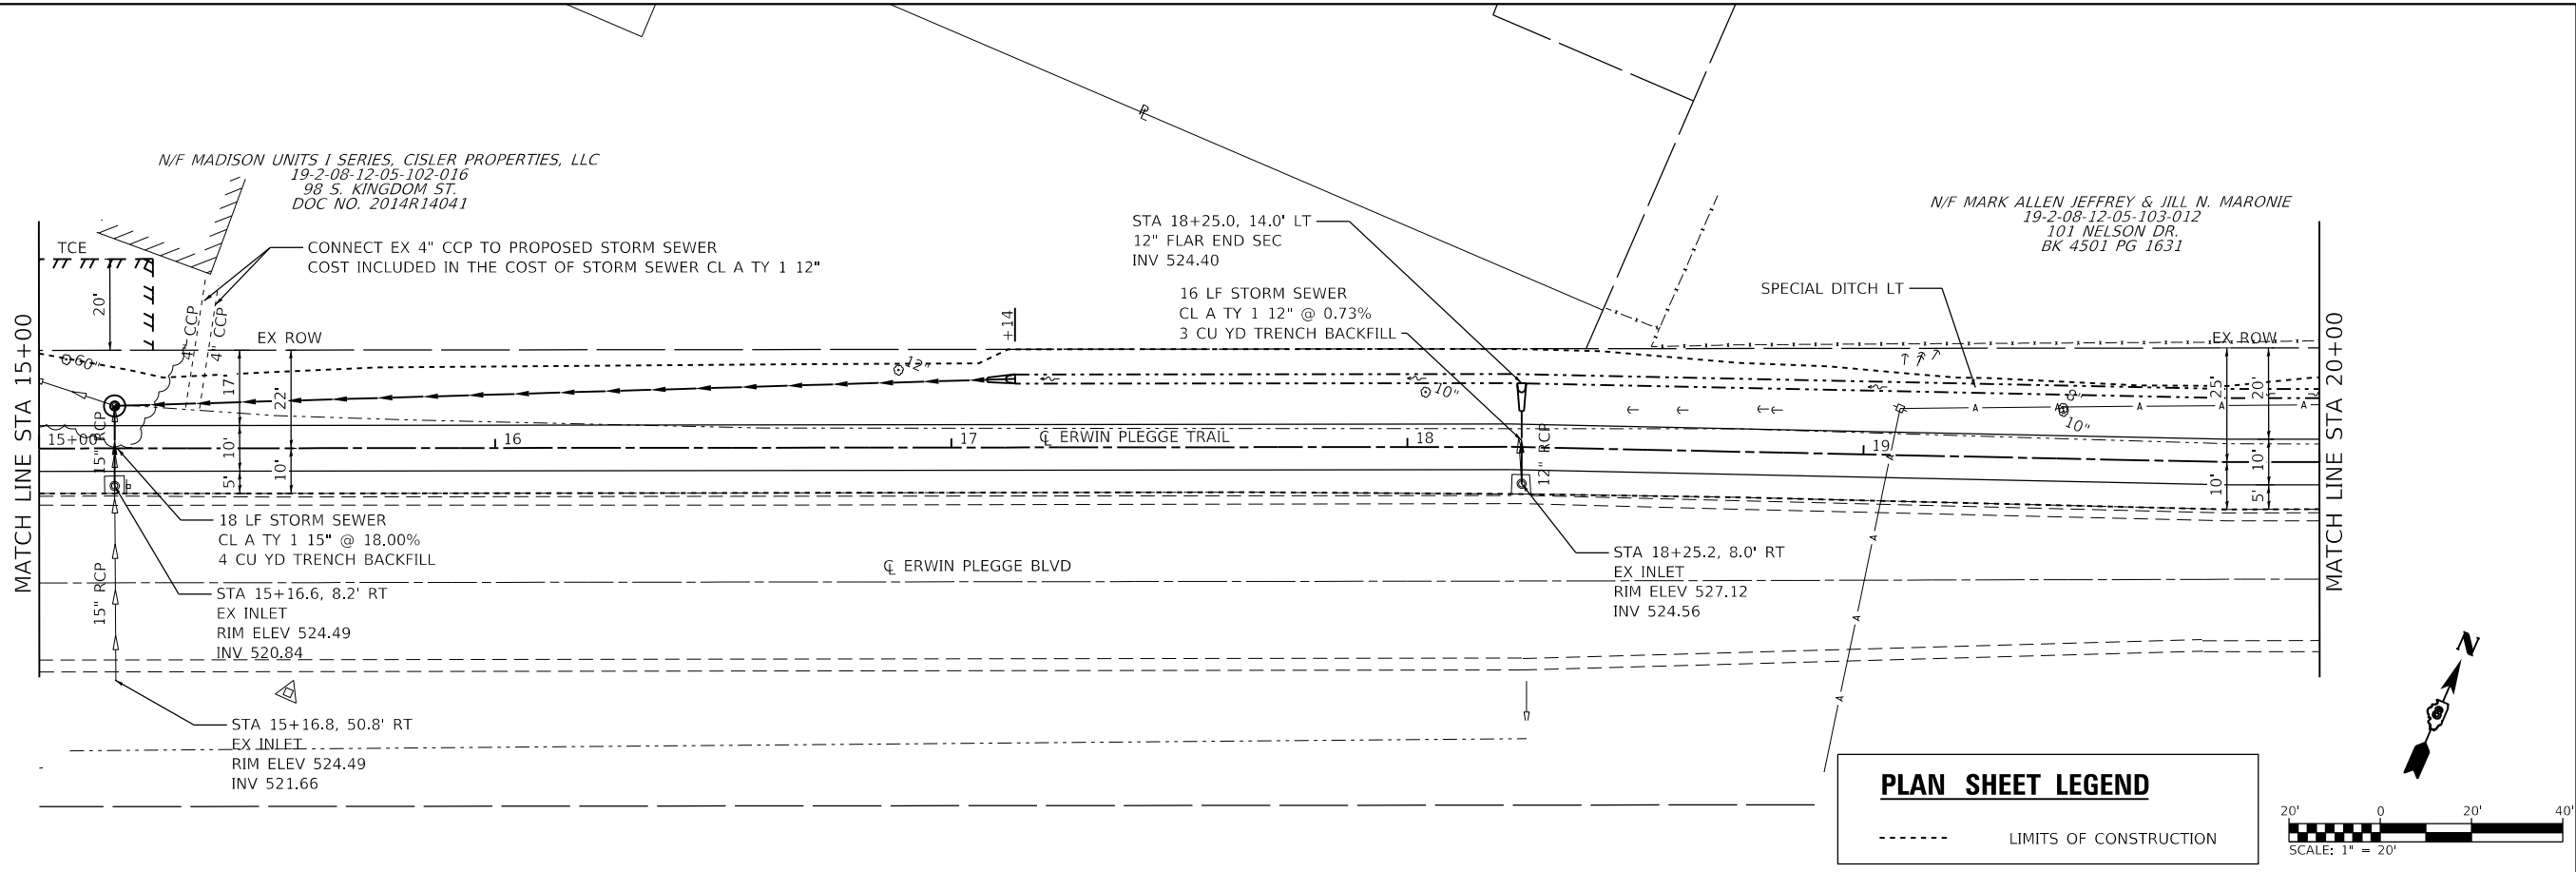 N/F MADISON UNITS I SERIES, CISLER PROPERTIES, LLC
19-2-08-12-05-102-016
98 S. KINGDOM ST.
DOC NO. 2014R14041
TCE
CONNECT EX 4" CCP TO PROPOSED STORM SEWER
COST INCLUDED IN THE COST OF STORM SEWER CL A TY 1 12"
20'
4" CCP
4" CCP
EX ROW
60"
12"
+14
STA 18+25.0, 14.0' LT
12" FLAR END SEC
INV 524.40
16 LF STORM SEWER
CL A TY 1 12" @ 0.73%
3 CU YD TRENCH BACKFILL
N/F MARK ALLEN JEFFREY & JILL N. MARONIE
19-2-08-12-05-103-012
101 NELSON DR.
BK 4501 PG 1631
SPECIAL DITCH LT
EX ROW
10"
8"
10"
A
A
A
A
A
MATCH LINE STA 15+00
MATCH LINE STA 20+00
17'
22'
25'
20'
15+00
16
17
℄ ERWIN PLEGGE TRAIL
18
19
15" RCP
12" RCP
10'
5'
10'
10'
10'
5'
A
A
A
A
18 LF STORM SEWER
CL A TY 1 15" @ 18.00%
4 CU YD TRENCH BACKFILL
15" RCP
℄ ERWIN PLEGGE BLVD
STA 15+16.6, 8.2' RT
EX INLET
RIM ELEV 524.49
INV 520.84
STA 18+25.2, 8.0' RT
EX INLET
RIM ELEV 527.12
INV 524.56
STA 15+16.8, 50.8' RT
EX INLET
RIM ELEV 524.49
INV 521.66
N
PLAN SHEET LEGEND
LIMITS OF CONSTRUCTION
20' 0 20' 40'
SCALE: 1" = 20'